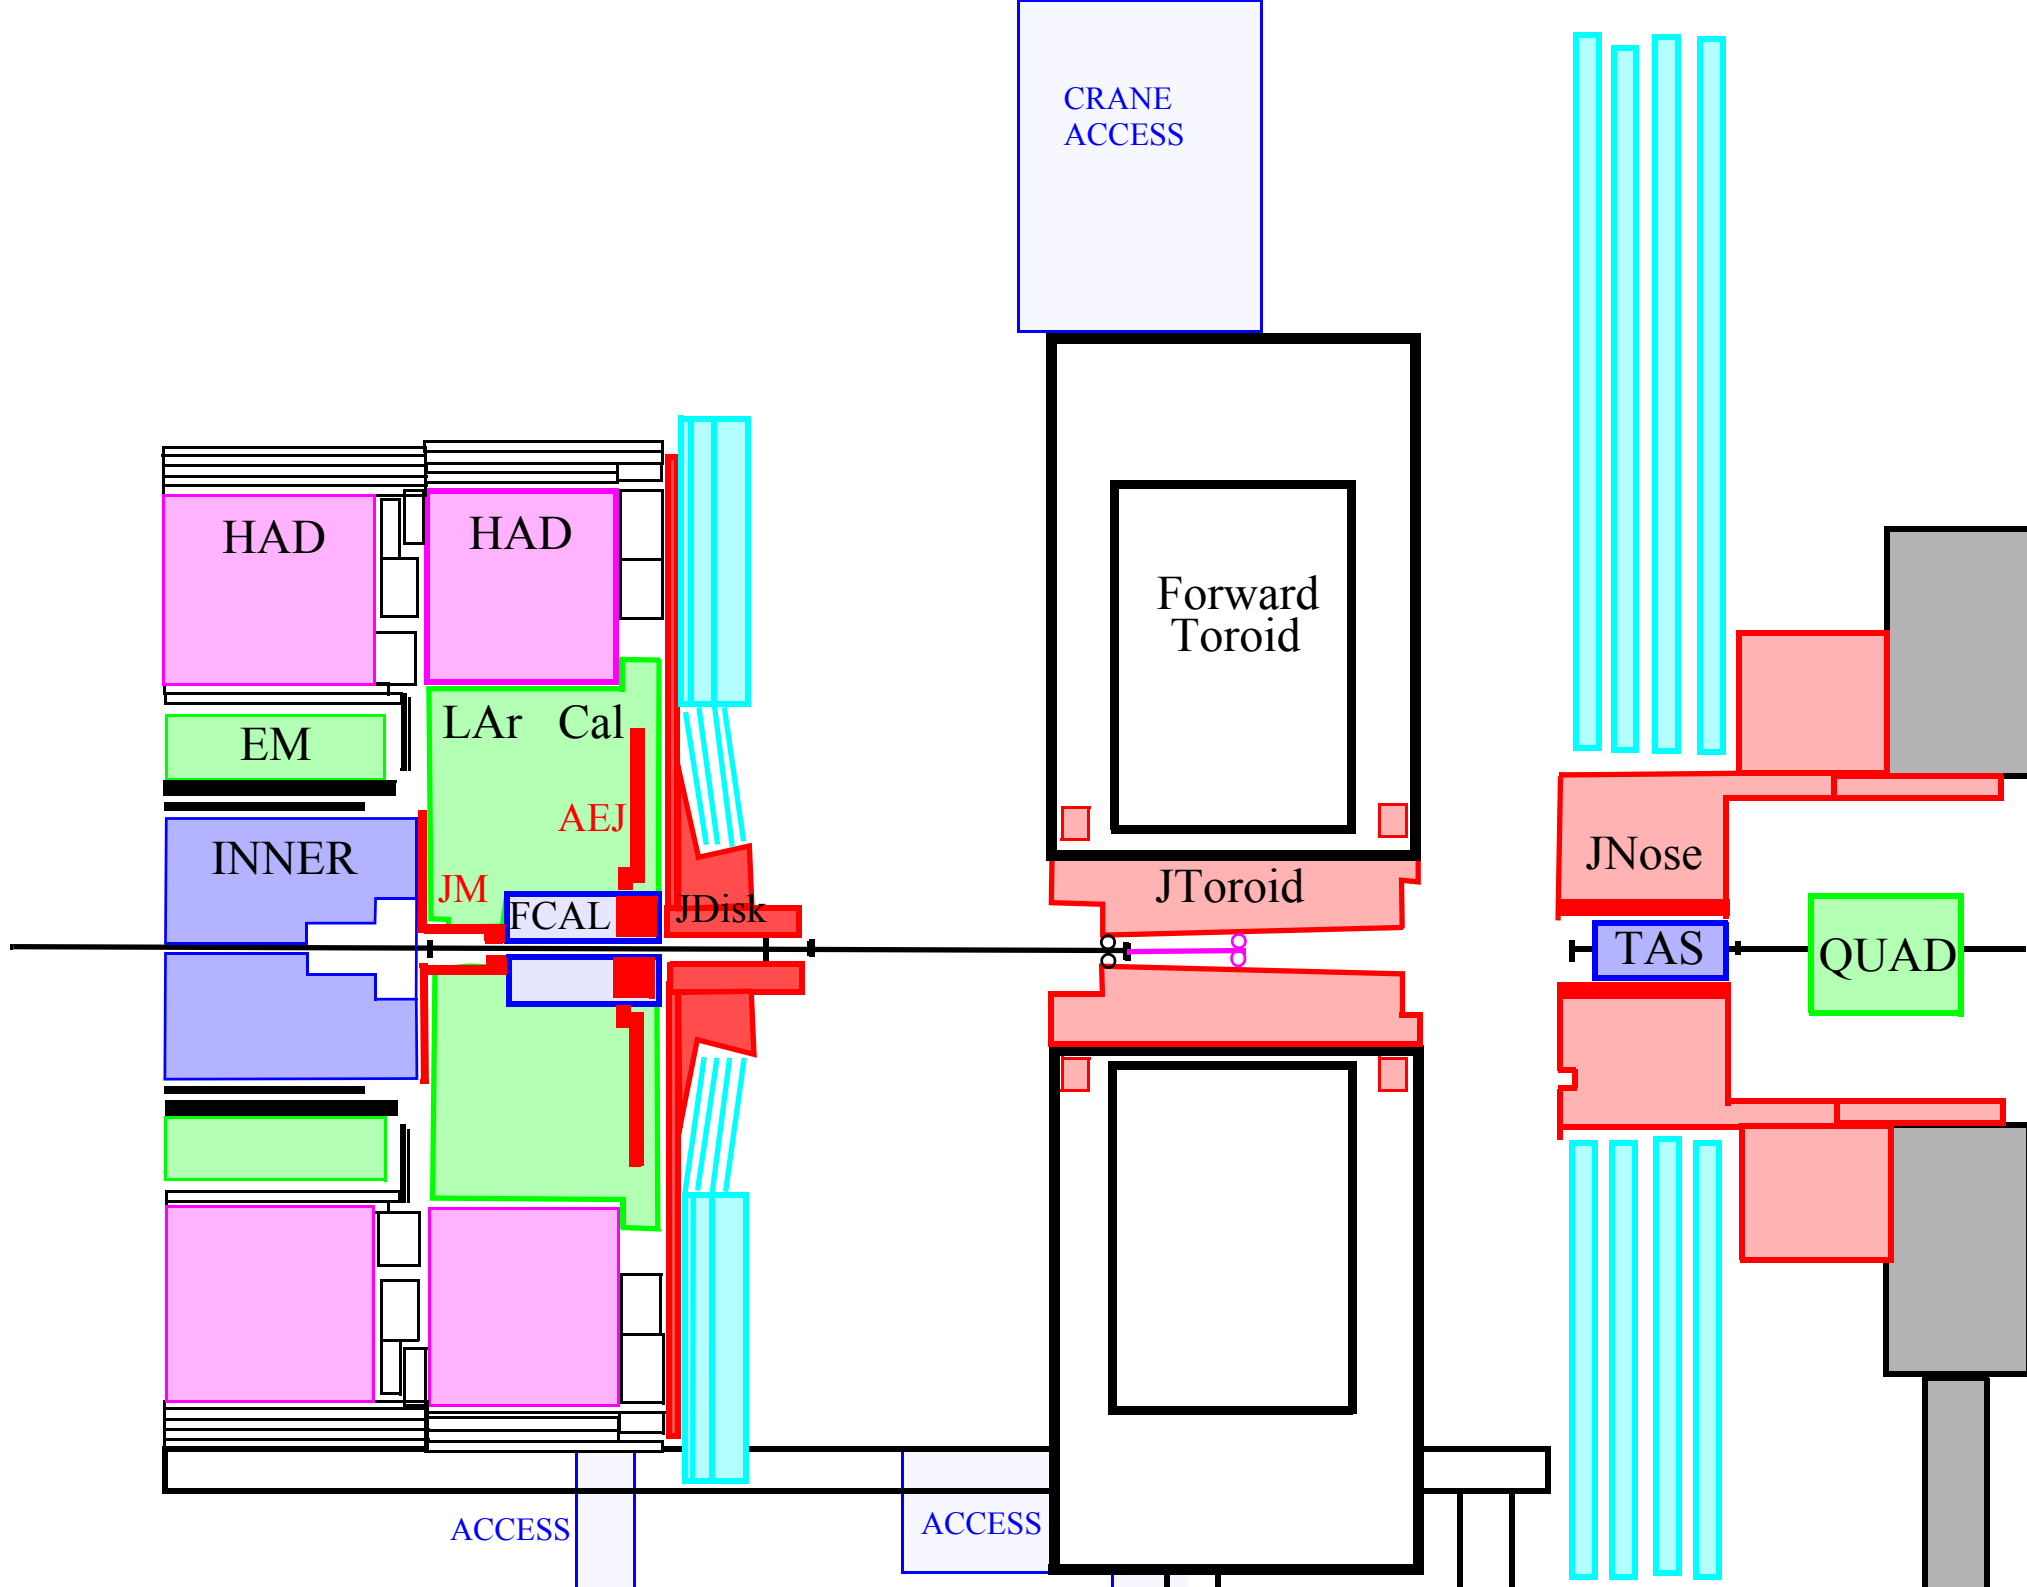 CRANE
ACCESS
HAD
HAD
Forward
Toroid
LAr Cal
EM
AEJ
INNER
JM
FCAL
JDisk
JToroid
JNose
TAS
QUAD
ACCESS
ACCESS